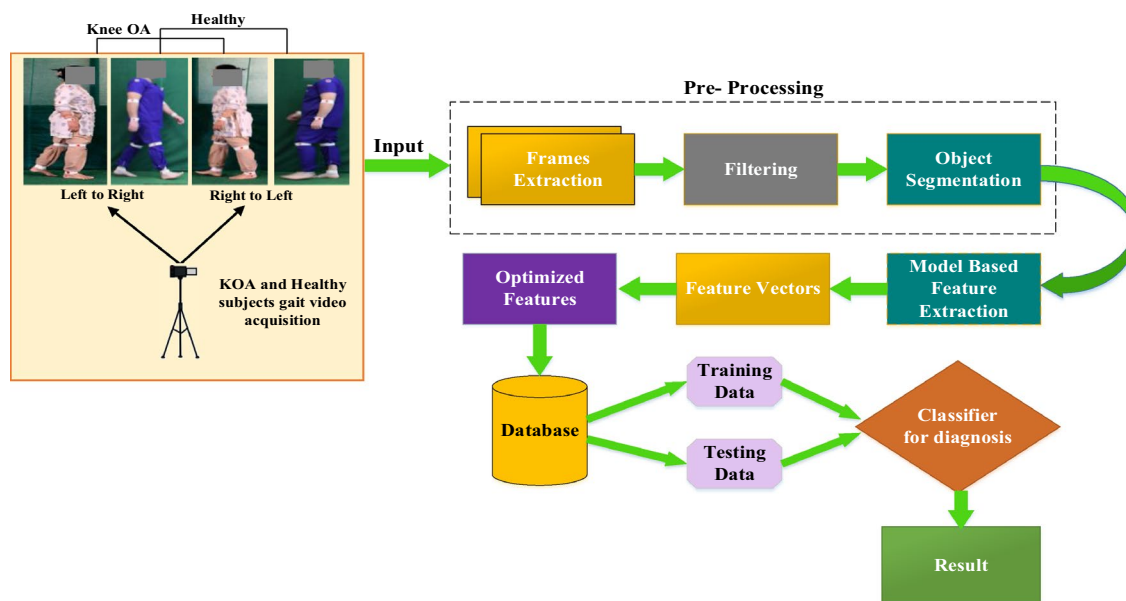 Knee OA
Healthy
Left to Right
Right to Left
KOA and Healthy
subjects gait video
acquisition
Input
Pre- Processing
Frames
Extraction
Filtering
Object
Segmentation
Model Based
Feature
Extraction
Feature Vectors
Optimized
Features
Database
Training
Data
Testing
Data
Classifier
for diagnosis
Result